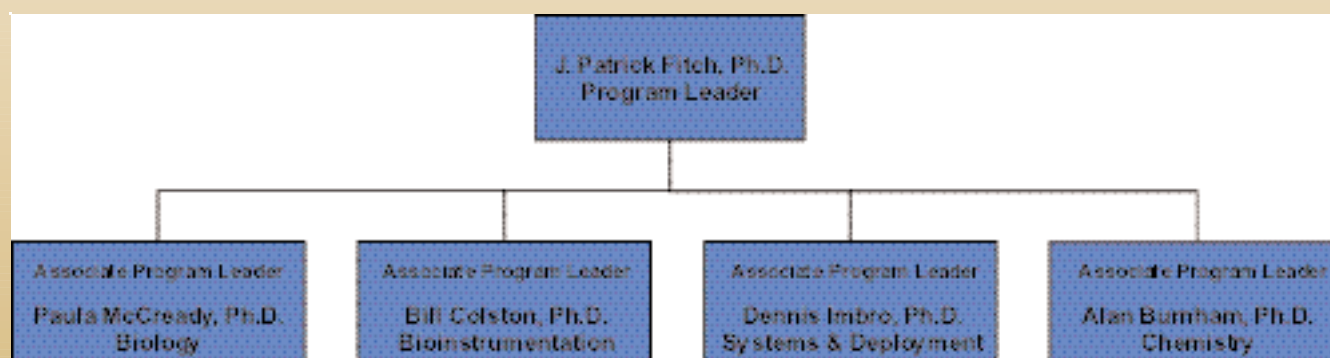 J. Patrick Fitch, Ph.D.
Program Leader
Associate Program Leader
Paula McCready, Ph.D.
Biology
Associate Program Leader
Bill Colston, Ph.D.
Bioinstrumentation
Associate Program Leader
Dennis Imbro, Ph.D.
Systems & Deployment
Associate Program Leader
Alan Burnham, Ph.D.
Chemistry